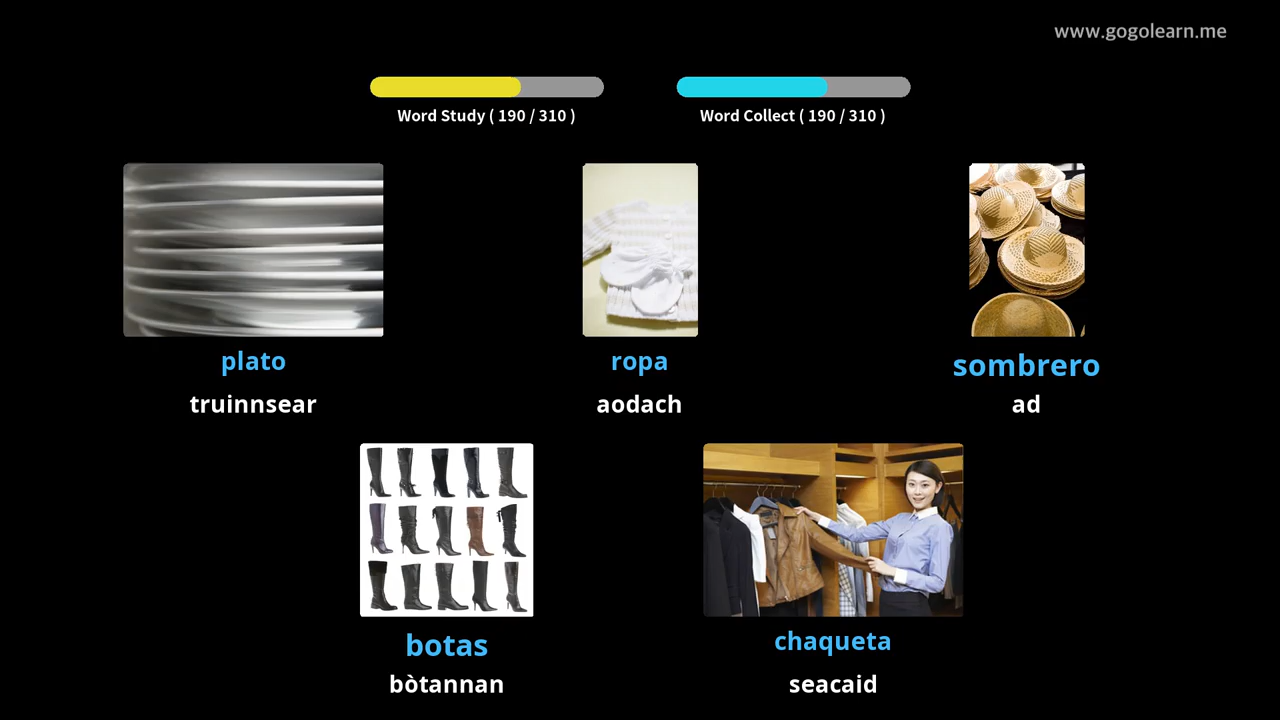 www.gogolearn.me
Word Study ( 190 / 310 )
Word Collect ( 190 / 310 )
plato
truinnsear
ropa
aodach
sombrero
ad
botas
bòtannan
chaqueta
seacaid